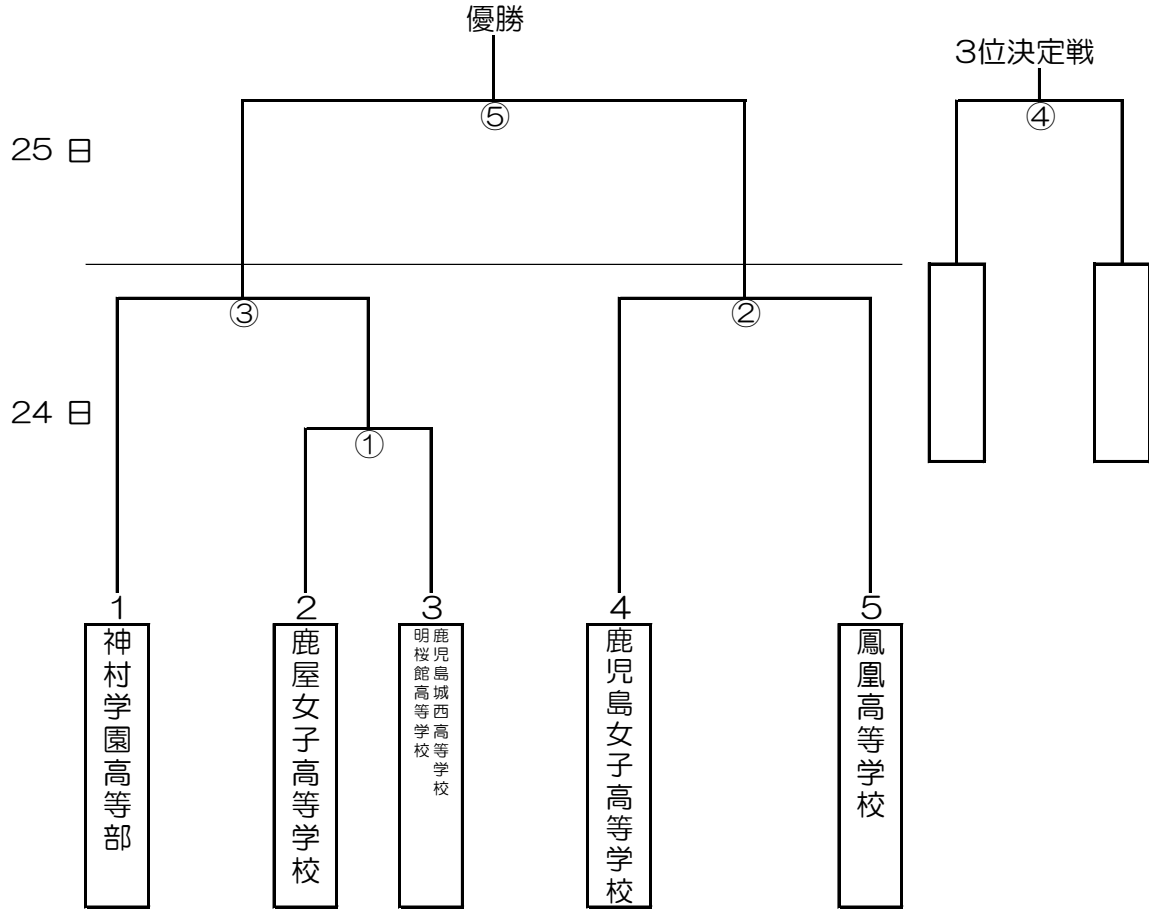 優勝
3位決定戦
⑤
④
25 日
③
②
24 日
①
1
2
3
4
5
神村学園高等部
鹿屋女子高等学校
鹿児島城西高等学校
明桜館高等学校
鹿児島女子高等学校
鳳凰高等学校